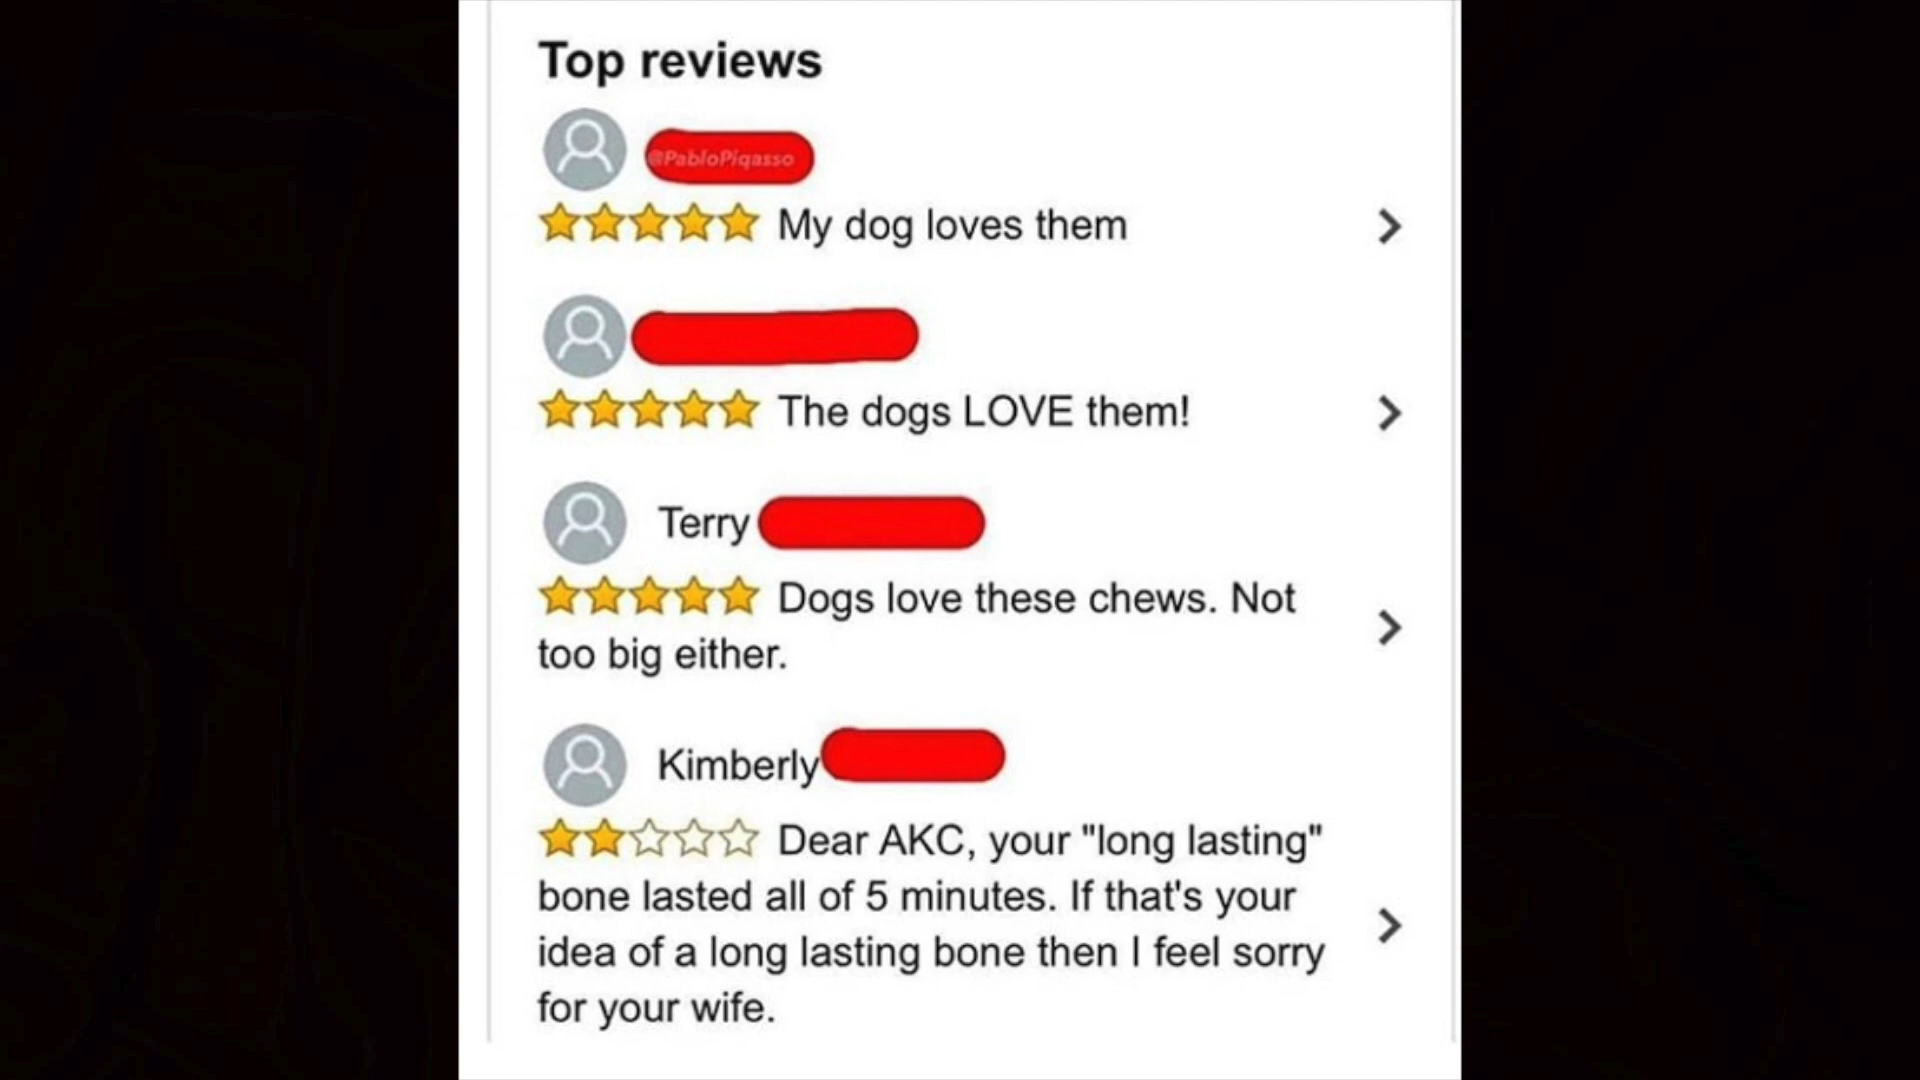 Top reviews
@PabloPiqasso
My dog loves them
The dogs LOVE them!
Terry
Dogs love these chews. Not
too big either.
Kimberly
Dear AKC, your "long lasting"
bone lasted all of 5 minutes. If that's your
idea of a long lasting bone then I feel sorry
for your wife.